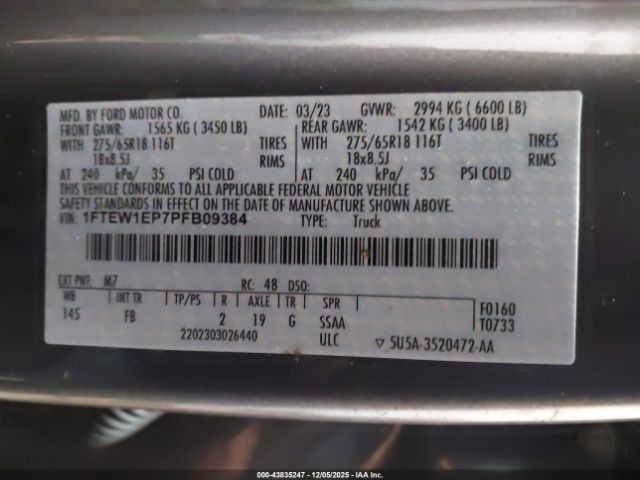 MFD. BY FORD MOTOR CO. DATE: 03/23 GVWR: 2994 KG ( 6600 LB)
FRONT GAWR: 1565 KG ( 3450 LB) REAR GAWR: 1542 KG ( 3400 LB)
WITH 275/65R18 116T TIRES WITH 275/65R18 116T TIRES
18x8.5J RIMS 18x8.5J RIMS
AT 240 kPa/ 35 PSI COLD AT 240 kPa/ 35 PSI COLD
THIS VEHICLE CONFORMS TO ALL APPLICABLE FEDERAL MOTOR VEHICLE
SAFETY STANDARDS IN EFFECT ON THE DATE OF MANUFACTURE SHOWN ABOVE.
VIN: 1FTEW1EP7PFB09384 TYPE: Truck
EXT PNT: M7 RC: 48 DSO:
WB INT TR TP/PS R AXLE TR SPR F0160
145 FB 2 19 G SSAA T0733
2202303026440 ULC ▽ 5U5A-3520472-AA
000-43835247 - 12/05/2025 - IAAI, Inc.